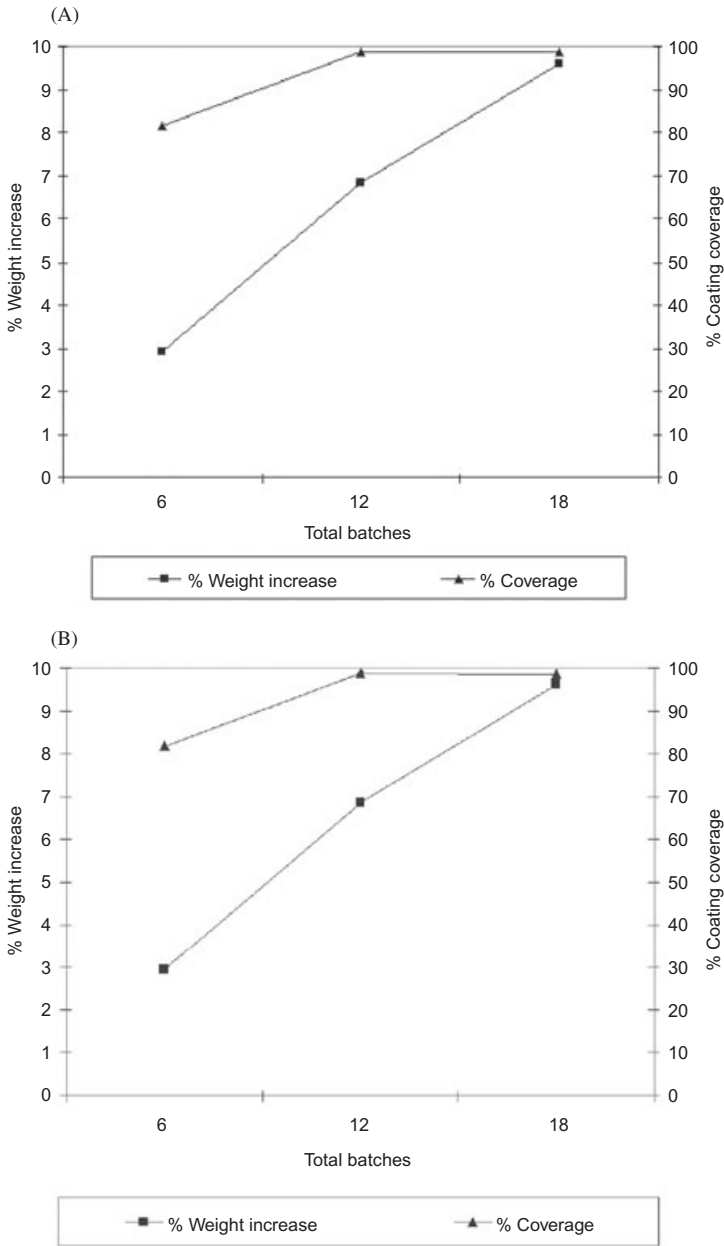 (A)
10 100
9 90
8 80
7 70
6 60
5 50
4 40
3 30
2 20
1 10
0 0
% Weight increase
% Coating coverage
6 12 18
Total batches
% Weight increase % Coverage
(B)
10 100
9 90
8 80
7 70
6 60
5 50
4 40
3 30
2 20
1 10
0 0
% Weight increase
% Coating coverage
6 12 18
Total batches
% Weight increase % Coverage